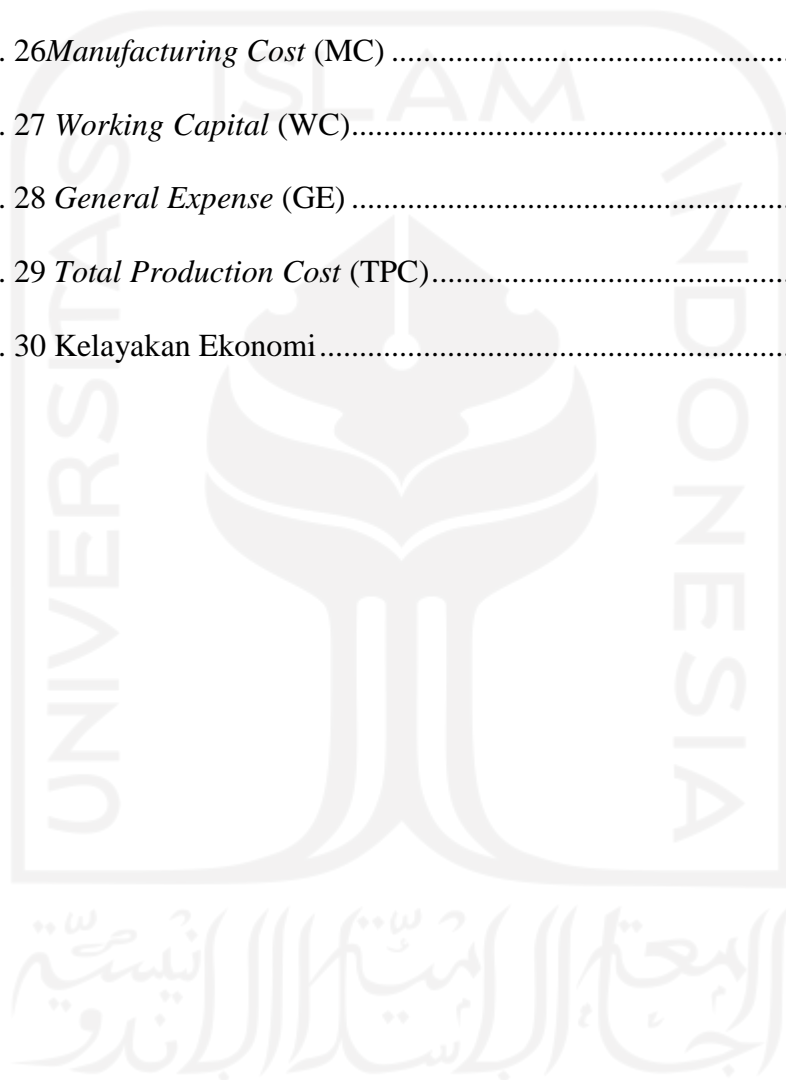 . 26Manufacturing Cost (MC) ................................................
. 27 Working Capital (WC).....................................................
. 28 General Expense (GE) .....................................................
. 29 Total Production Cost (TPC)...........................................
. 30 Kelayakan Ekonomi.........................................................
ISLAM
UNIVERSITAS
INDONESIA